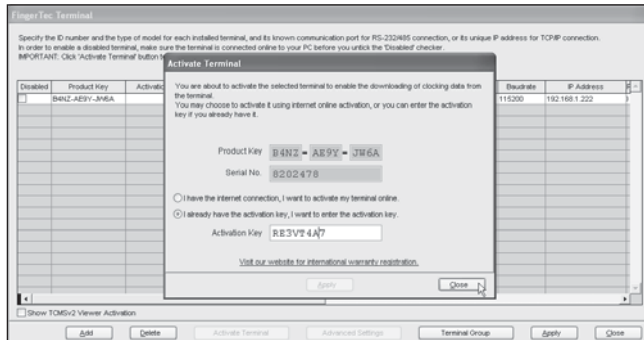 FingerTec Terminal
Specify the ID number and the type of model for each installed terminal, and its known communication port for RS-232/485 connection, or its unique IP address for TCP/IP connection.
In order to enable a disabled terminal, make sure the terminal is connected online to your PC before you untick the 'Disabled' checker.
IMPORTANT: Click 'Activate Terminal' button t
Activate Terminal
You are about to activate the selected terminal to enable the downloading of clocking data from
the terminal.
You may choose to activate it using internet online activation, or you can enter the activation
key if you already have it.
Disabled Product Key Activatio Baudrate IP Address
B4NZ-AE9Y-JW6A 115200 192.168.1.222
Product Key B4NZ - AE9Y - JW6A
Serial No. 8202478
I have the internet connection, I want to activate my terminal online.
I already have the activation key, I want to enter the activation key.
Activation Key RE3VT4A7
Visit our website for international warranty registration.
Apply Close
Show TCMSv2 Viewer Activation
Add Delete Activate Terminal Advanced Settings Terminal Group Apply Close